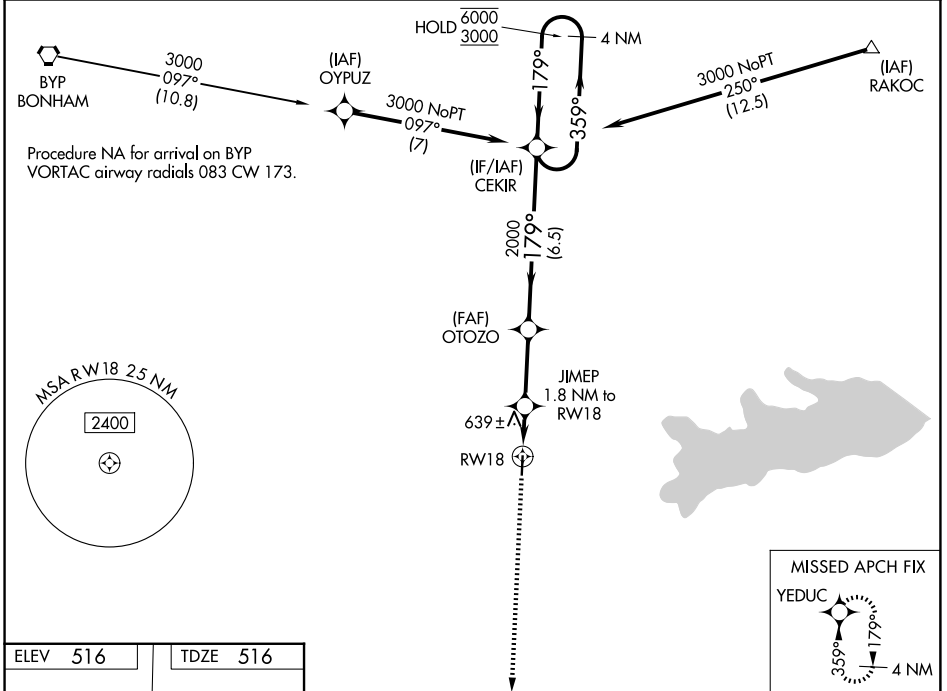 HOLD 6000
3000
4 NM
179°
359°
BYP
BONHAM
3000
097°
(10.8)
(IAF)
OYPUZ
3000 NoPT
097°
(7)
3000 NoPT
250°
(12.5)
(IAF)
RAKOC
Procedure NA for arrival on BYP
VORTAC airway radials 083 CW 173.
(IF/IAF)
CEKIR
2000
179°
(6.5)
(FAF)
OTOZO
JIMEP
1.8 NM to
RW18
639±
RW18
MSA RW18 25 NM
2400
MISSED APCH FIX
YEDUC
359°
179°
4 NM
ELEV 516
TDZE 516